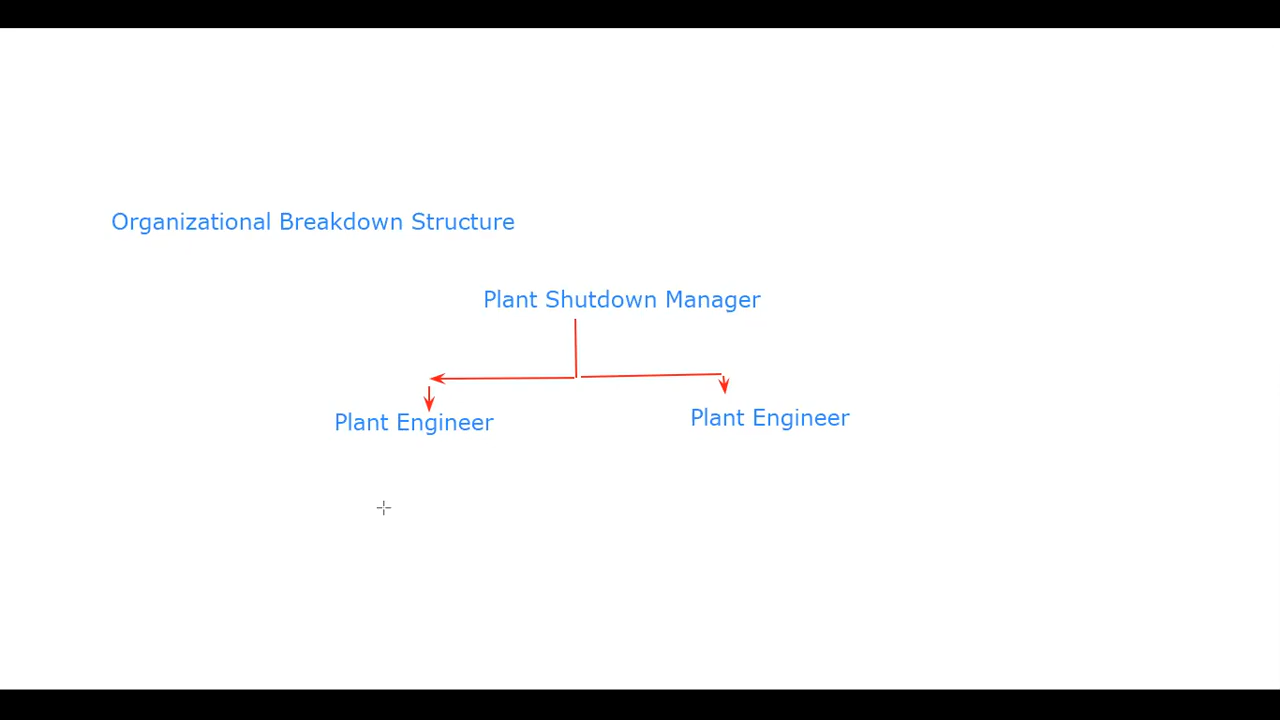 Organizational Breakdown Structure
Plant Shutdown Manager
Plant Engineer
Plant Engineer